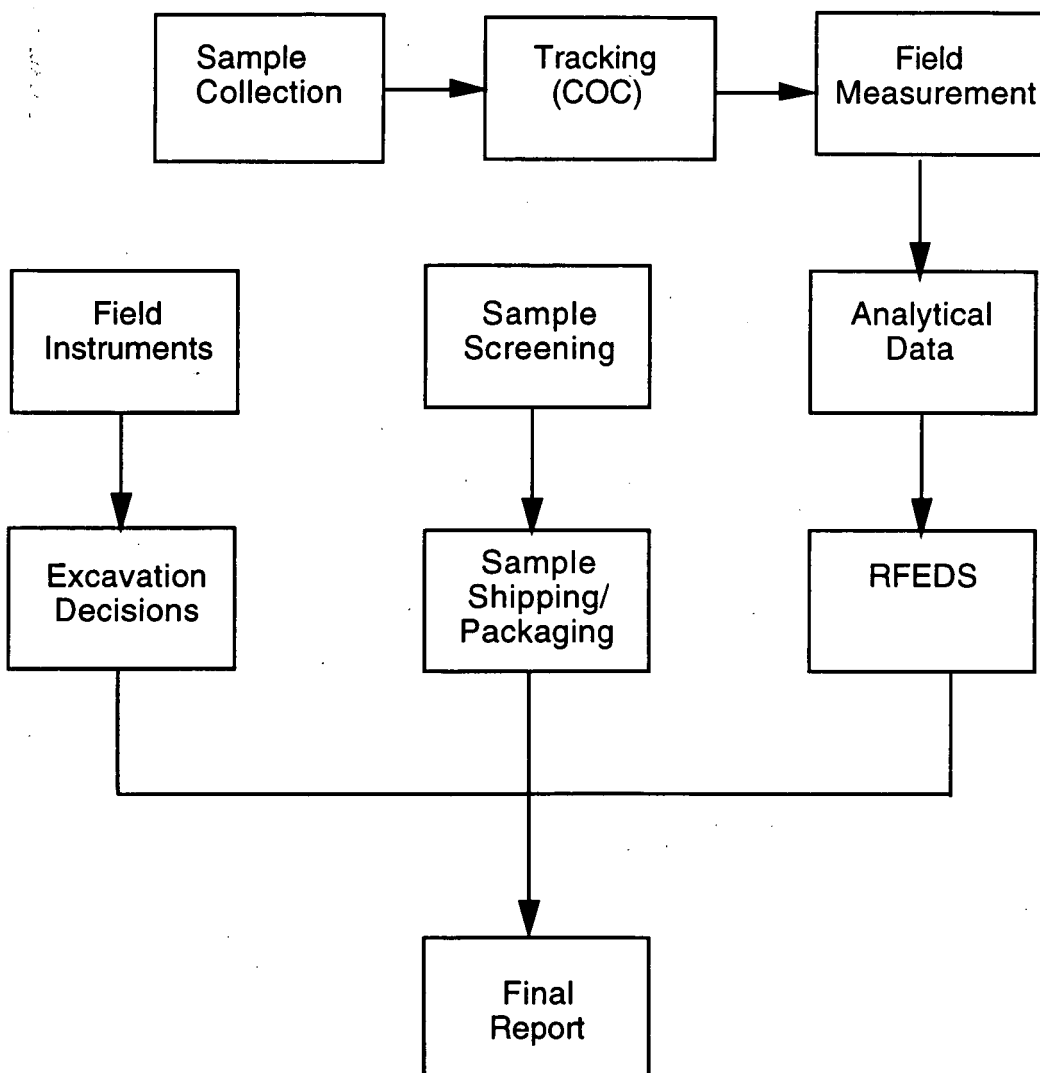 Sample
Collection
Tracking
(COC)
Field
Measurement
Field
Instruments
Sample
Screening
Analytical
Data
Excavation
Decisions
Sample
Shipping/
Packaging
RFEDS
Final
Report